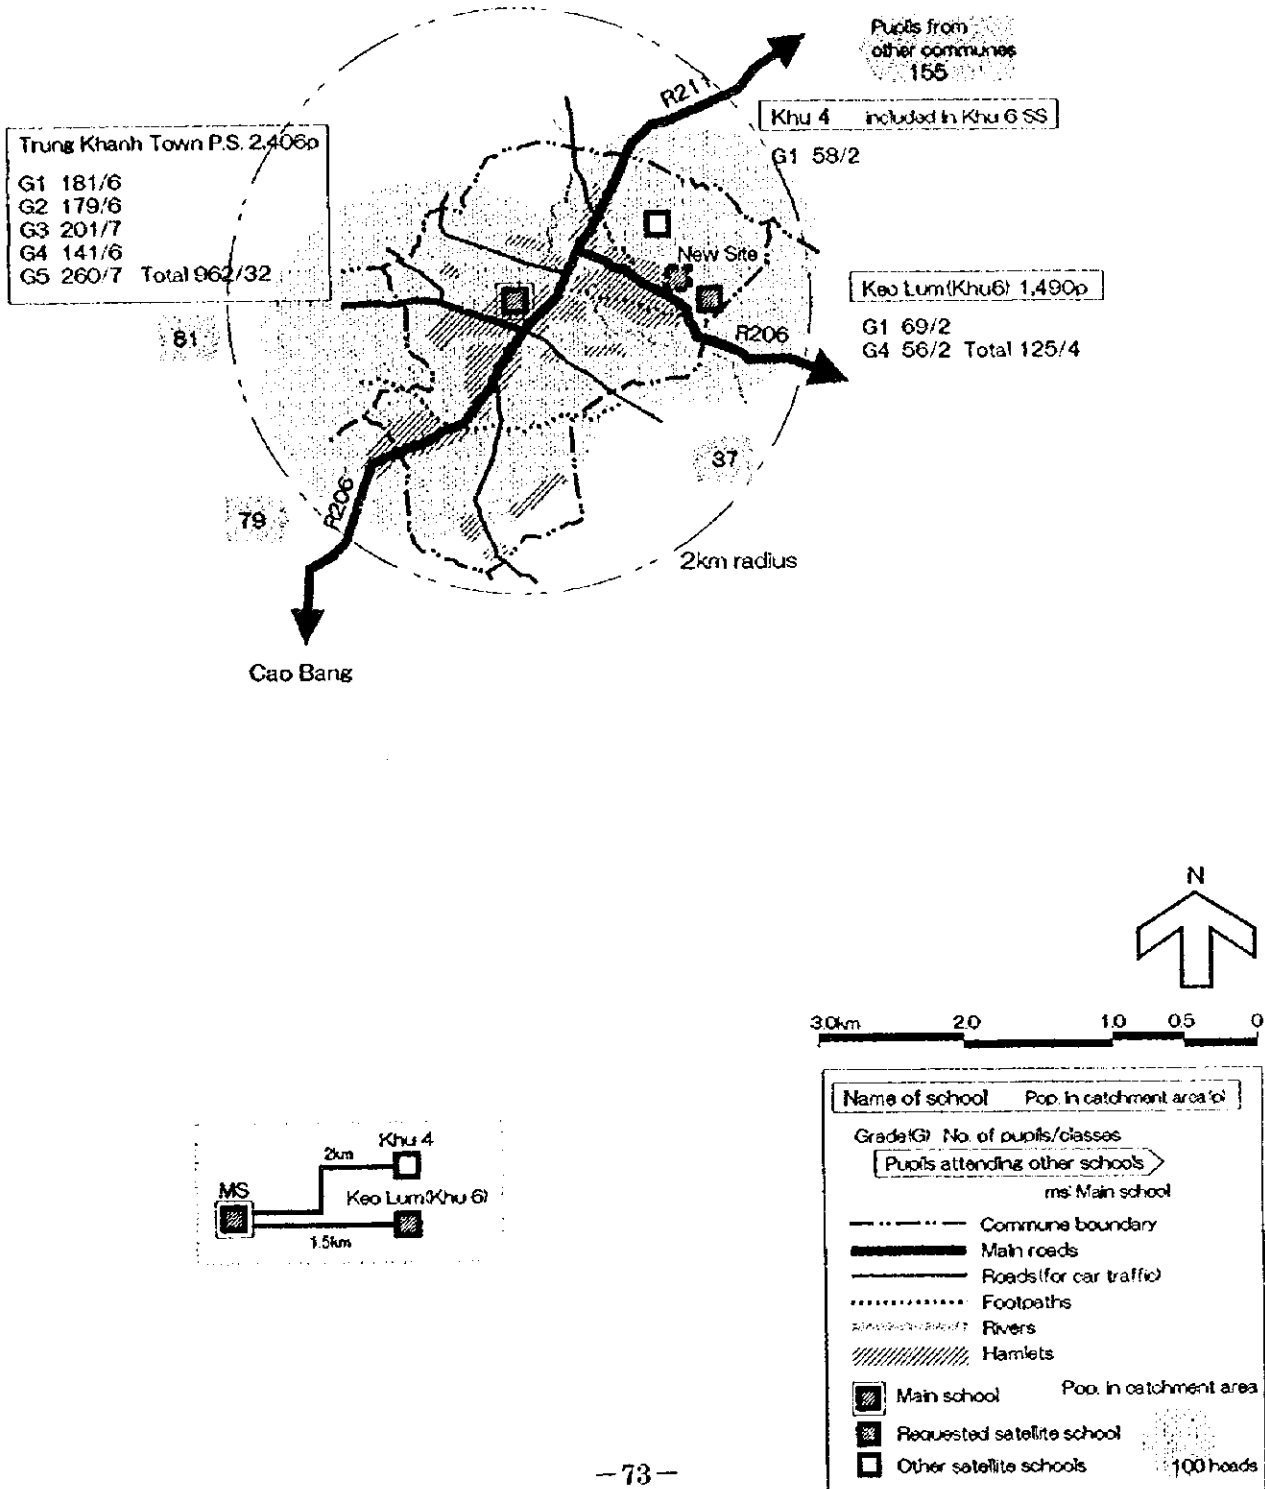 Pupils from
other communes
155
R211
Khu 4 included in Khu 6 SS
G1 58/2
Trung Khanh Town P.S. 2,406p
G1 181/6
G2 179/6
G3 201/7
G4 141/6
G5 260/7 Total 962/32
New Site
Keo Lum(Khu6) 1,490p
G1 69/2
G4 56/2 Total 125/4
R206
81
37
79
R206
2km radius
Cao Bang
N
3.0km 2.0 1.0 0.5 0
Name of school Pop. in catchment area(p)
Grade(G) No. of pupils/classes
Pupils attending other schools
ms: Main school
Commune boundary
Main roads
Roads(for car traffic)
Footpaths
Rivers
Hamlets
Main school Pop. in catchment area
Requested satellite school
Other satellite schools 100 heads
Khu 4
2km
MS
Keo Lum(Khu 6)
1.5km
-73-